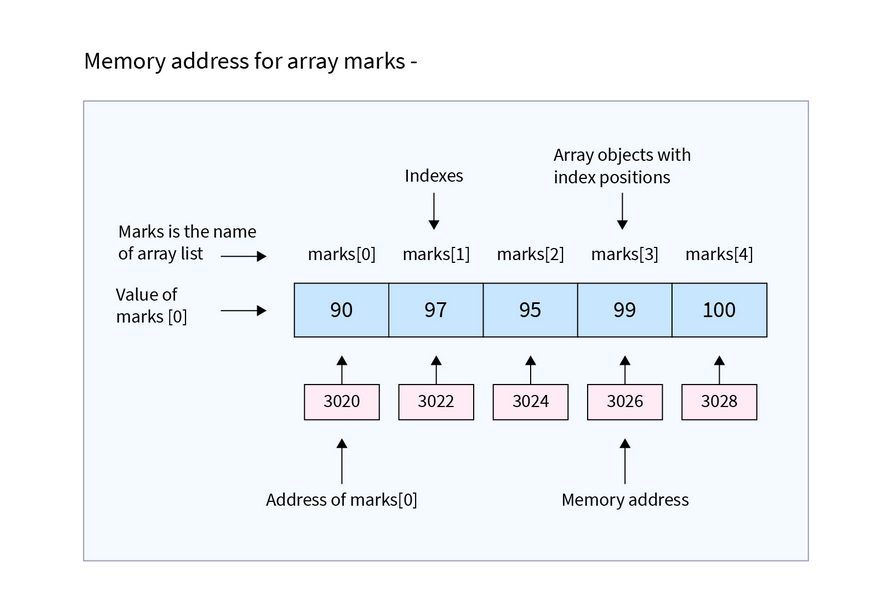 Memory address for array marks -
Array objects with
index positions
Indexes
Marks is the name
of array list
marks[0] marks[1] marks[2] marks[3] marks[4]
Value of
marks [0]
90 97 95 99 100
3020 3022 3024 3026 3028
Address of marks[0] Memory address